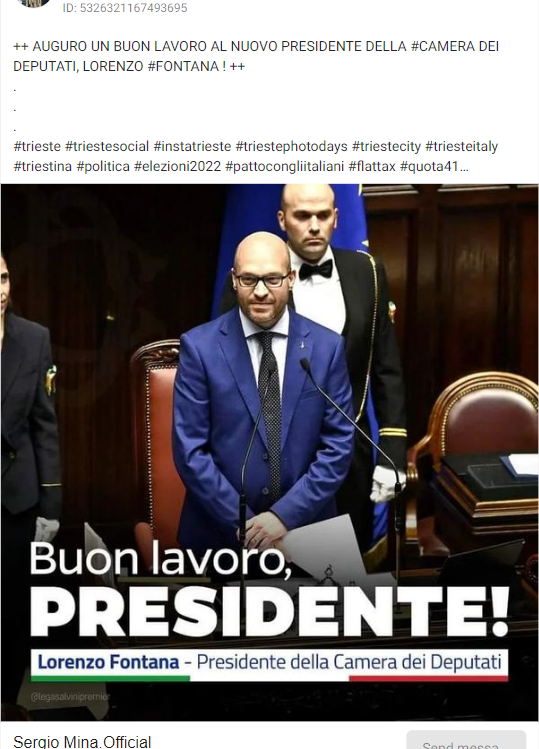 ID: 5326321167493695
++ AUGURO UN BUON LAVORO AL NUOVO PRESIDENTE DELLA #CAMERA DEI
DEPUTATI, LORENZO #FONTANA ! ++
.
.
.
#trieste #triestesocial #instatrieste #triestephotodays #triestecity #triesteitaly
#triestina #politica #elezioni2022 #pattocongliitaliani #flattax #quota41...
Buon lavoro,
PRESIDENTE!
Lorenzo Fontana - Presidente della Camera dei Deputati
@legasalvinipremier
Sergio Mina.Official
Send messa...